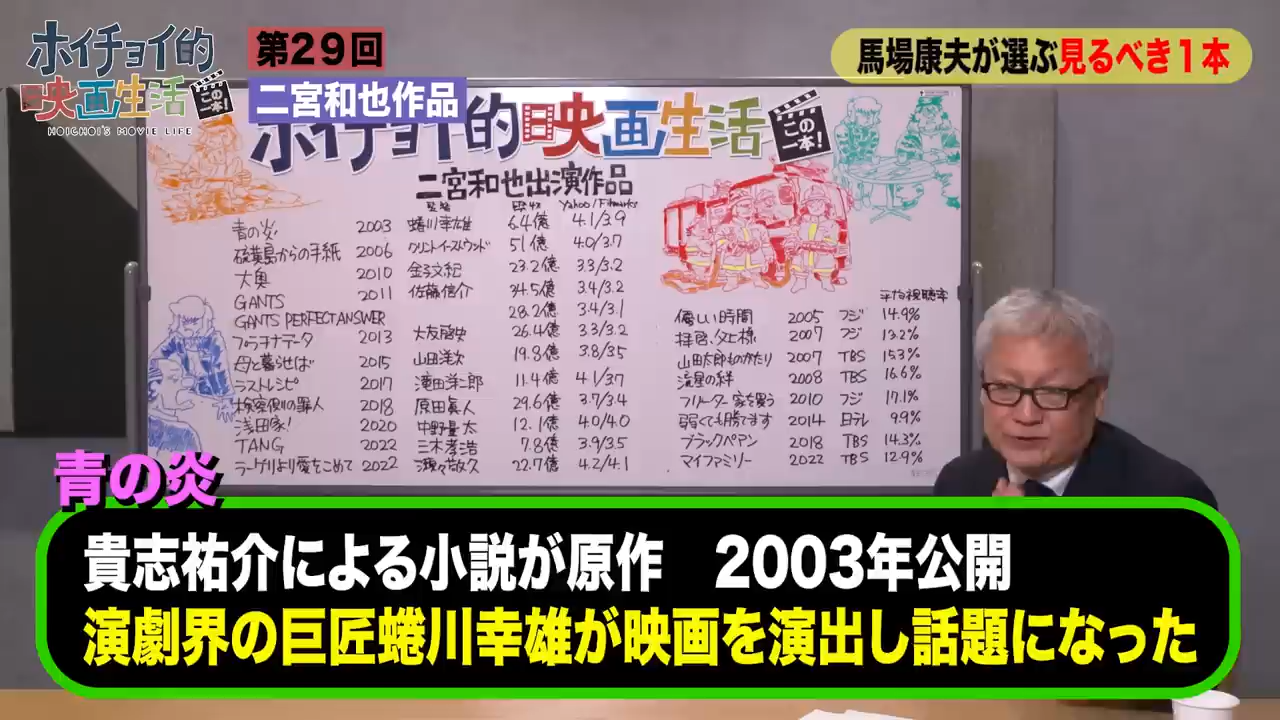 ホイチョイ的
映画生活
この一本!
HOICHOI'S MOVIE LIFE
第29回
二宮和也作品
馬場康夫が選ぶ見るべき1本
ホイチョイ的映画生活
この一本!
二宮和也出演作品
監督 興収 Yahoo/Filmarks
青の炎 2003 蜷川幸雄 6.4億 4.1/3.9
硫黄島からの手紙 2006 クリントイーストウッド 51億 4.0/3.7
大奥 2010 金子文紀 23.2億 3.3/3.2
GANTS 2011 佐藤信介 34.5億 3.4/3.2
GANTS PERFECT ANSWER 28.2億 3.4/3.1
プラチナデータ 2013 大友啓史 26.4億 3.3/3.2
母と暮せば 2015 山田洋次 19.8億 3.8/3.5
ラストレシピ 2017 滝田洋二郎 11.4億 4.1/3.7
検察側の罪人 2018 原田眞人 29.6億 3.7/3.4
浅田家! 2020 中野量太 12.1億 4.0/4.0
TANG 2022 三木孝浩 7.8億 3.9/3.5
ラーゲリより愛をこめて 2022 瀬々敬久 22.7億 4.2/4.1
平均視聴率
優しい時間 2005 フジ 14.9%
拝啓、父上様 2007 フジ 13.2%
山田太郎ものがたり 2007 TBS 15.3%
流星の絆 2008 TBS 16.6%
フリーター家を買う 2010 フジ 17.1%
弱くても勝てます 2014 日テレ 9.9%
ブラックペアン 2018 TBS 14.3%
マイファミリー 2022 TBS 12.9%
青の炎
貴志祐介による小説が原作 2003年公開
演劇界の巨匠蜷川幸雄が映画を演出し話題になった